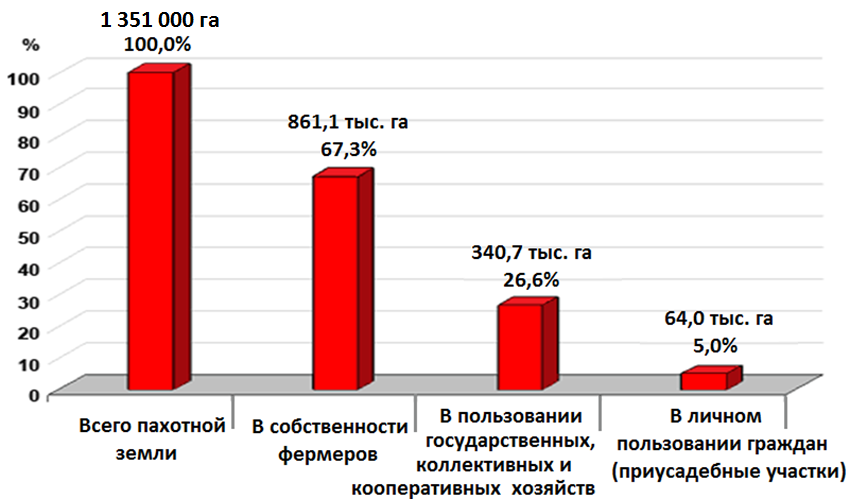 1 351 000 га
100,0%
%
100
90
80
70
60
50
40
30
20
10
0
861,1 тыс. га
67,3%
340,7 тыс. га
26,6%
64,0 тыс. га
5,0%
Всего пахотной
земли
В собственности
фермеров
В пользовании
государственных,
коллективных и
кооперативных хозяйств
В личном
пользовании граждан
(приусадебные участки)